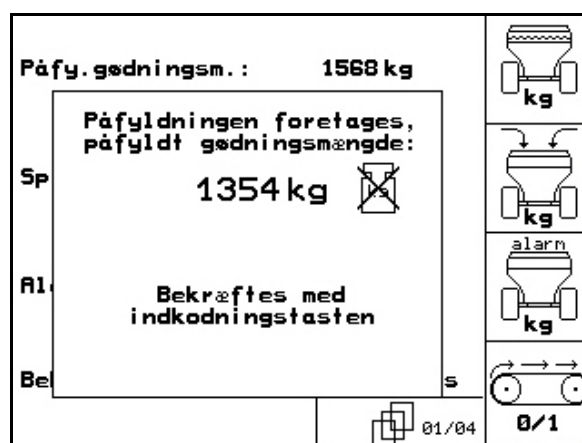 Påfy.gødningsm.: 1568 kg
Påfyldningen foretages,
påfyldt gødningsmængde:
1354 kg
Sp
Al
Bekræftes med
indkodningstasten
Be
s
01/04
kg
kg
alarm
kg
0/1